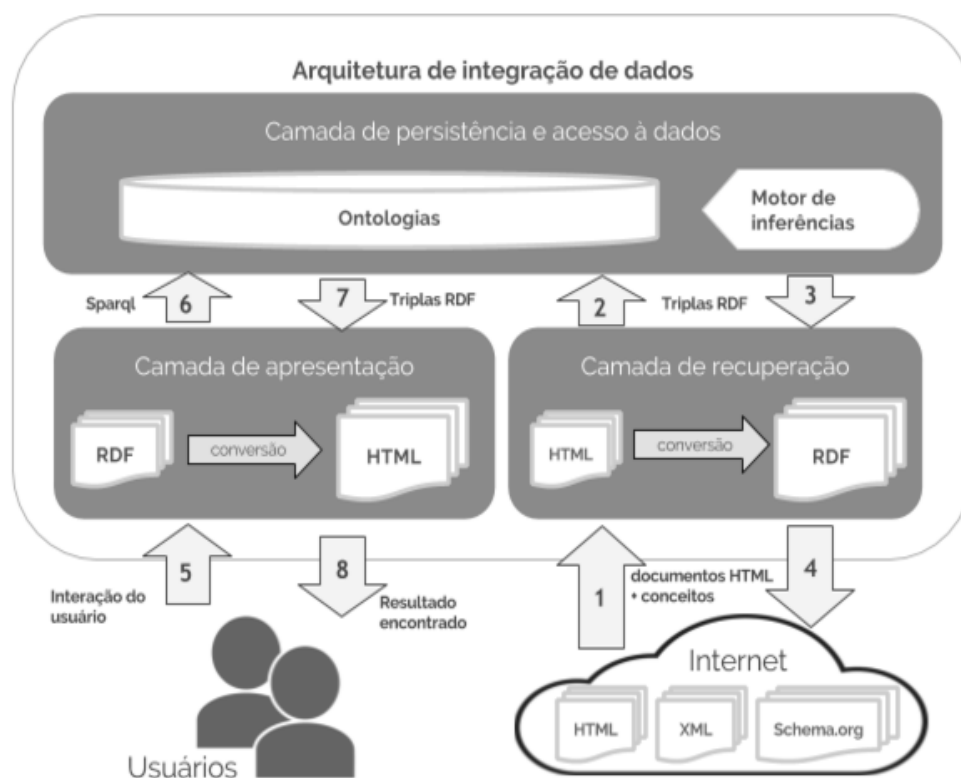 Arquitetura de integração de dados
Camada de persistência e acesso à dados
Ontologias
Motor de
inferências
Sparql
6
7
Triplas RDF
2
Triplas RDF
3
Camada de apresentação
RDF
conversão
HTML
Camada de recuperação
HTML
conversão
RDF
5
Interação do
usuário
8
Resultado
encontrado
1
documentos HTML
+ conceitos
4
Usuários
Internet
HTML
XML
Schema.org